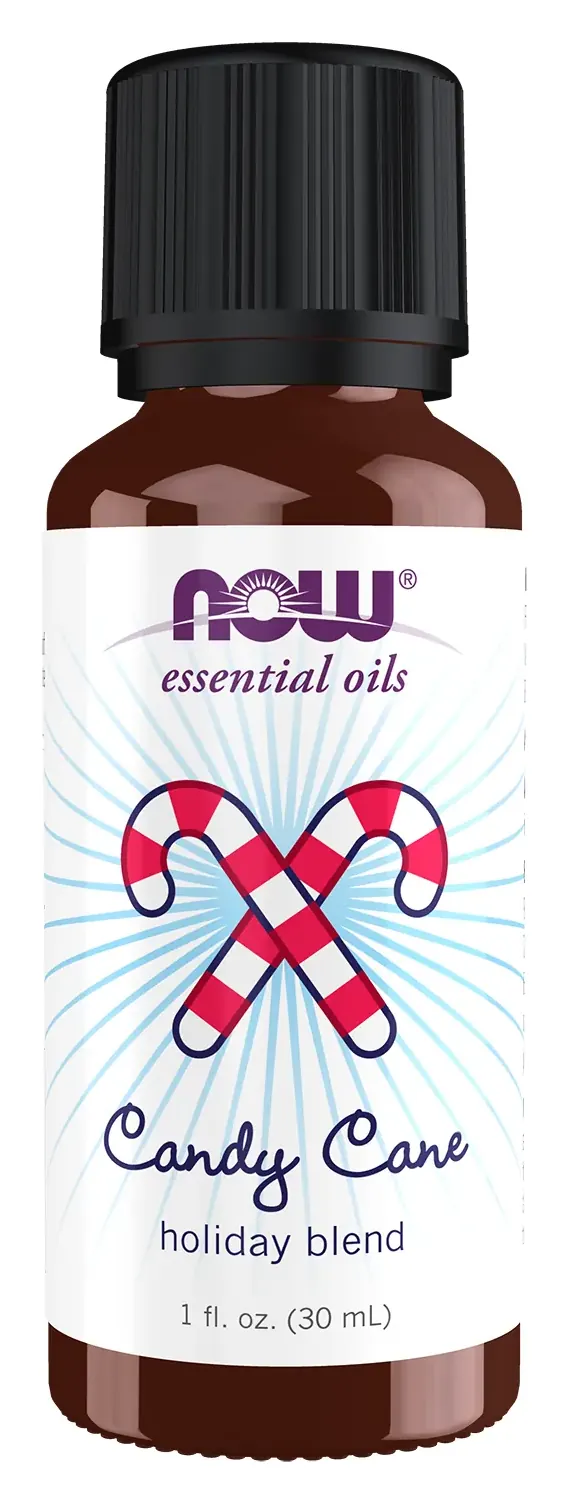 NOW®
essential oils
Candy Cane
holiday blend
1 fl. oz. (30 mL)